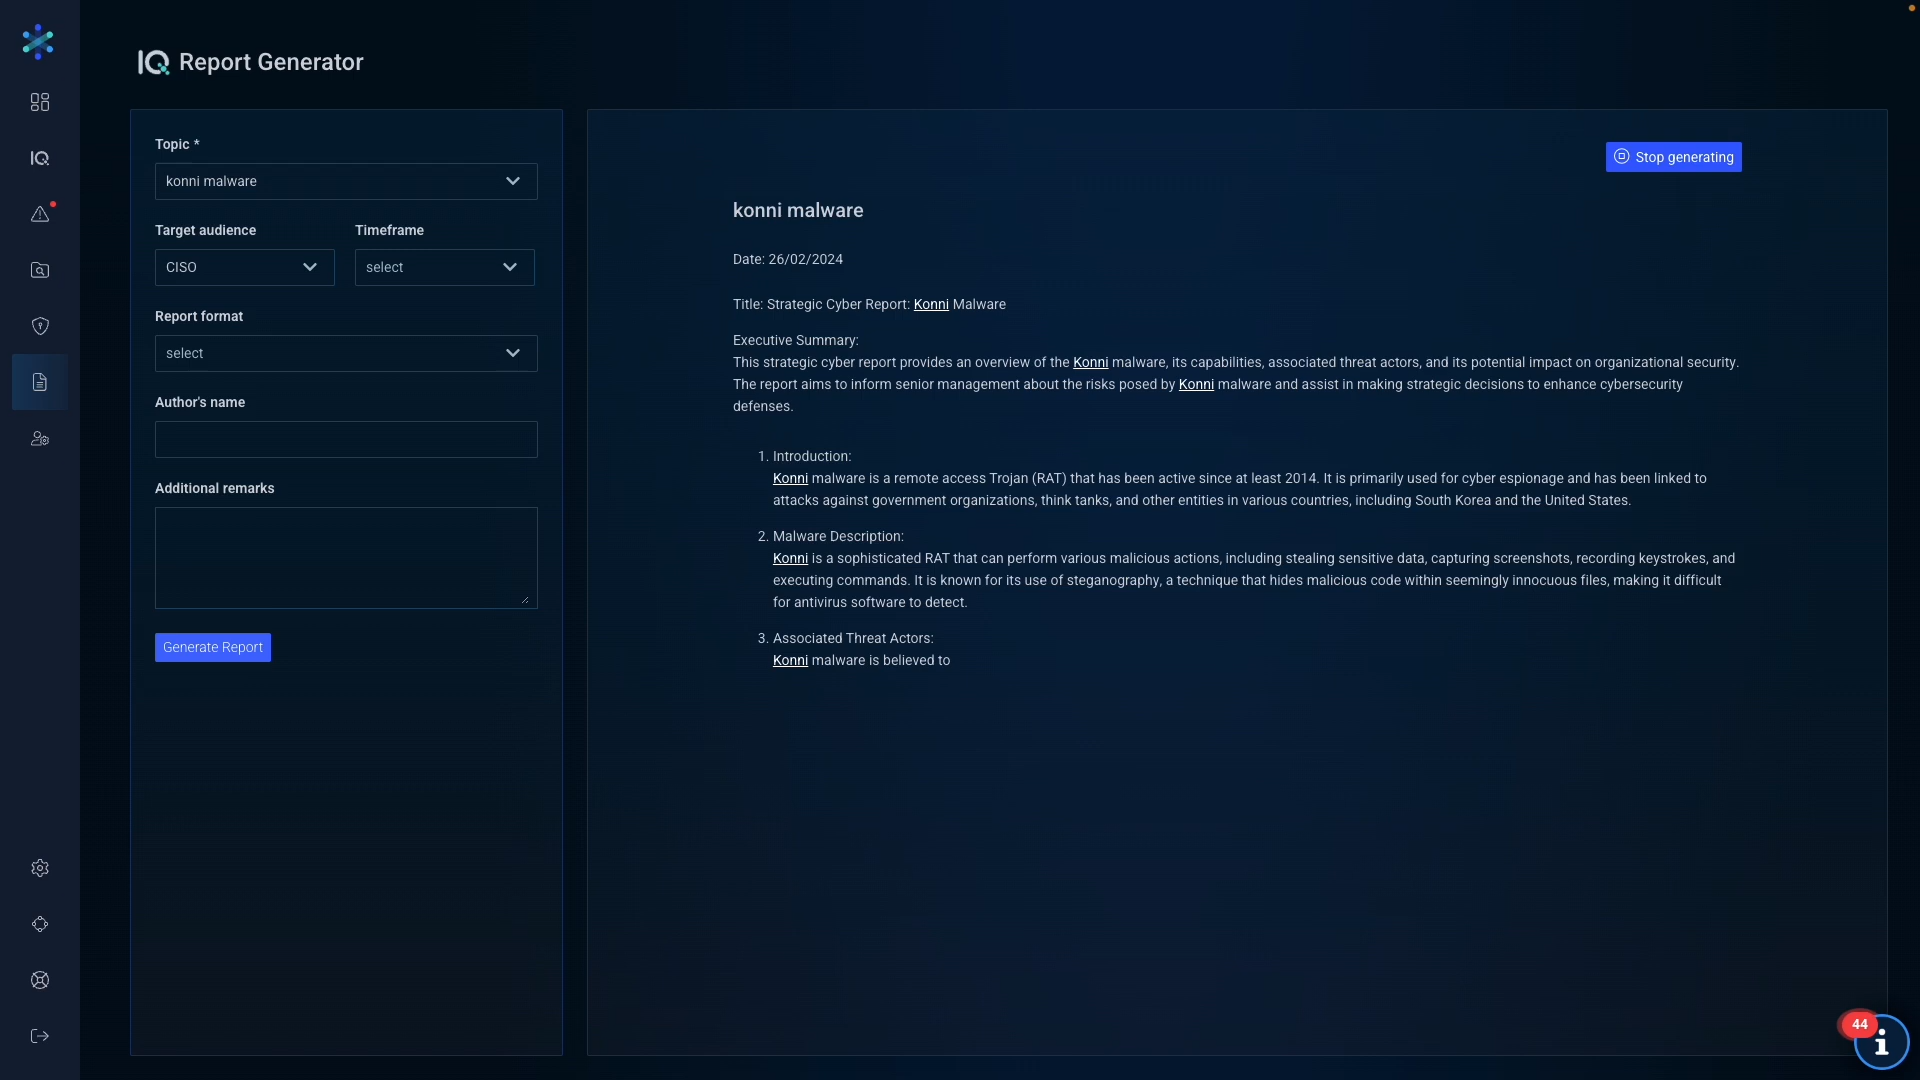 IQ Report Generator
Topic *
konni malware
Target audience
Timeframe
CISO
select
Report format
select
Author's name
Additional remarks
Generate Report
Stop generating
konni malware
Date: 26/02/2024
Title: Strategic Cyber Report: Konni Malware
Executive Summary:
This strategic cyber report provides an overview of the Konni malware, its capabilities, associated threat actors, and its potential impact on organizational security.
The report aims to inform senior management about the risks posed by Konni malware and assist in making strategic decisions to enhance cybersecurity
defenses.
1. Introduction:
Konni malware is a remote access Trojan (RAT) that has been active since at least 2014. It is primarily used for cyber espionage and has been linked to
attacks against government organizations, think tanks, and other entities in various countries, including South Korea and the United States.
2. Malware Description:
Konni is a sophisticated RAT that can perform various malicious actions, including stealing sensitive data, capturing screenshots, recording keystrokes, and
executing commands. It is known for its use of steganography, a technique that hides malicious code within seemingly innocuous files, making it difficult
for antivirus software to detect.
3. Associated Threat Actors:
Konni malware is believed to
IQ
44